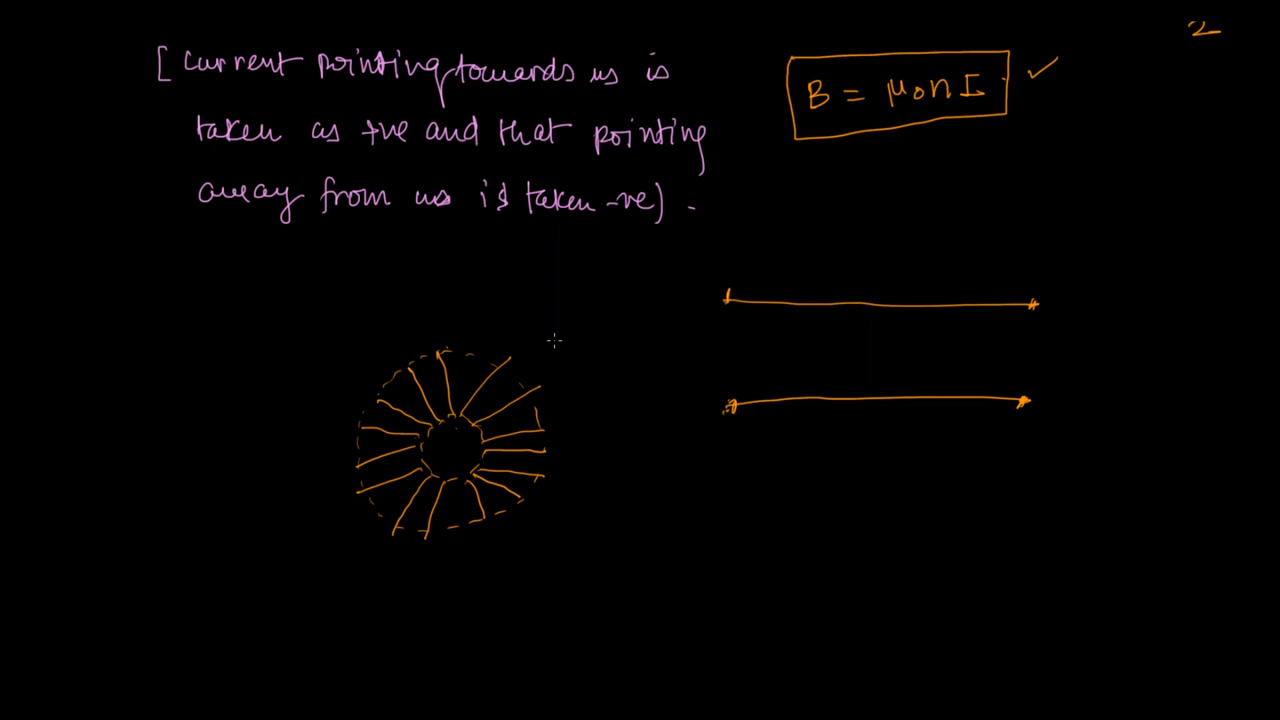 2
[ Current pointing towards us is
taken as +ve and that pointing
away from us is taken -ve) .
B = μ0nI